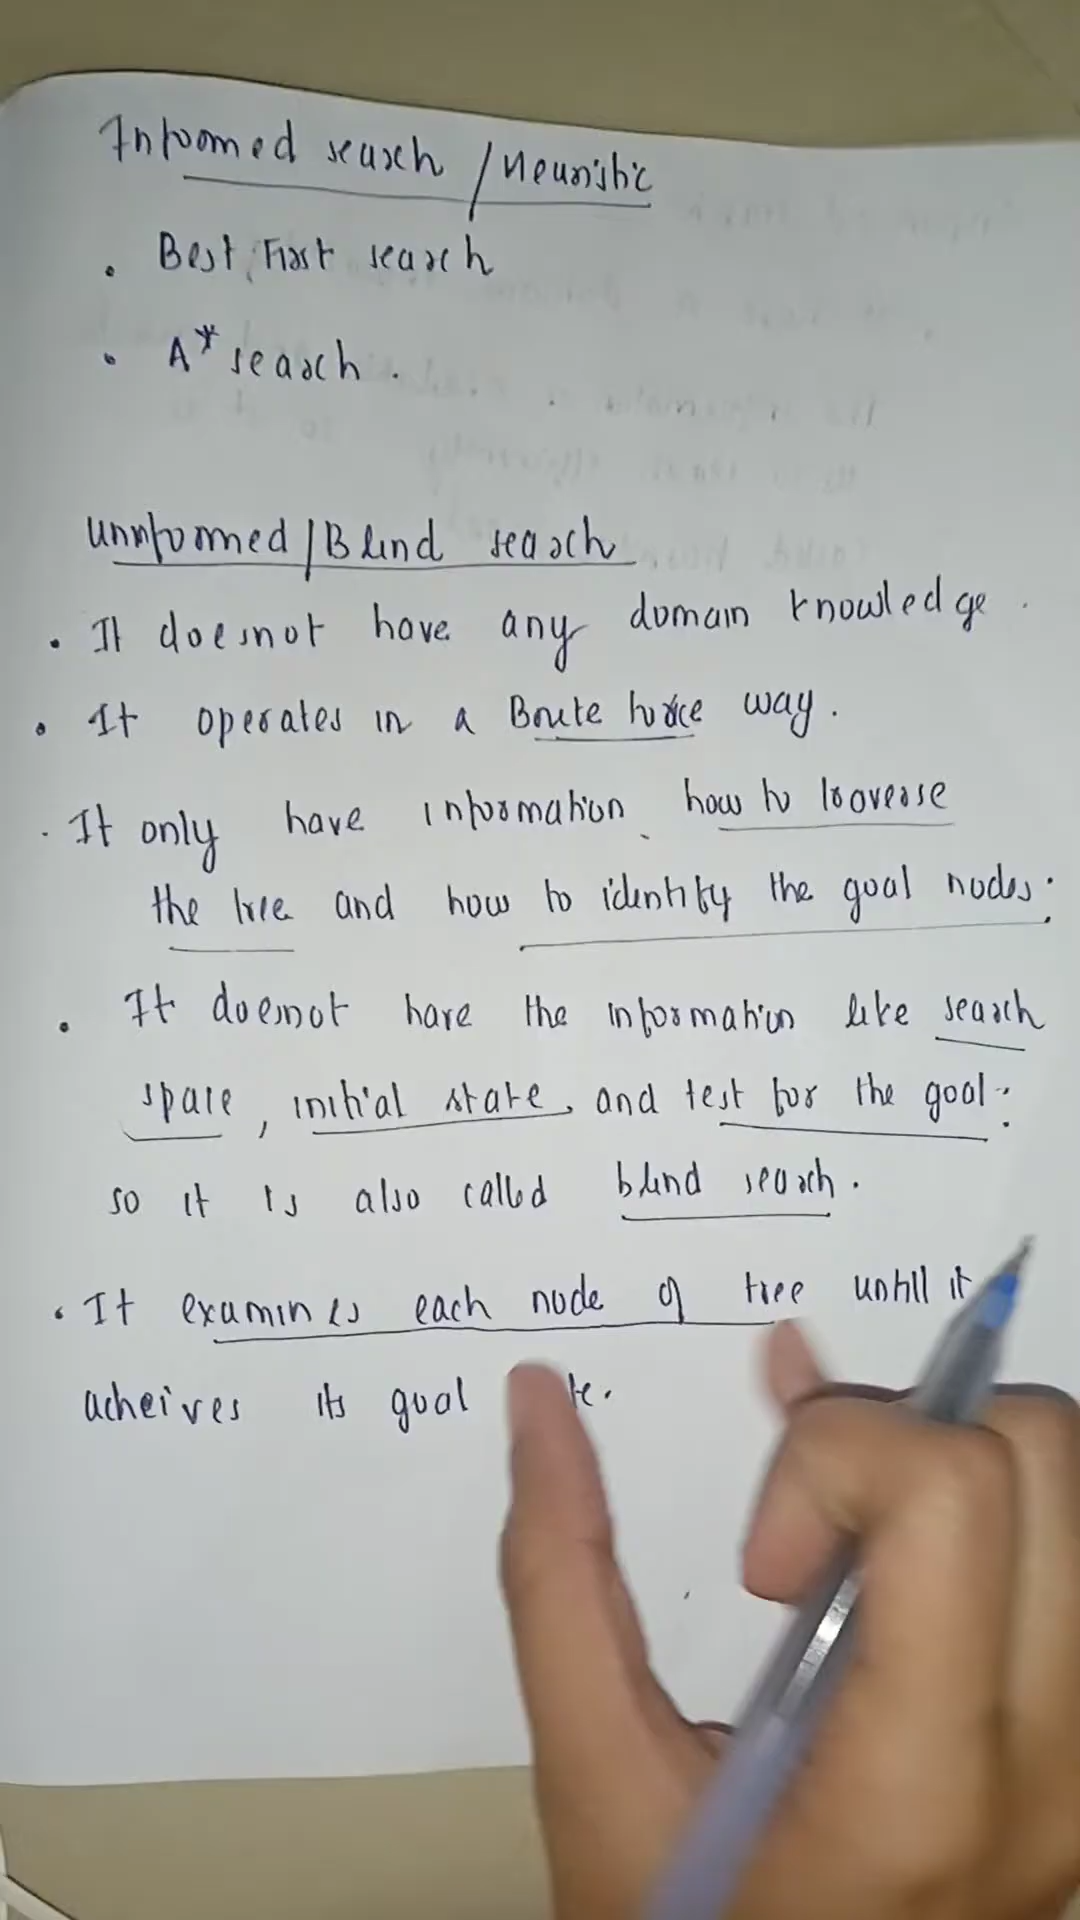 Informed search / Heuristic
• Best First search
• A* search.
Uninformed / Blind search
• It doesnot have any domain knowledge.
• It operates in a Brute force way.
• It only have information how to traverse
the tree and how to identify the goal nodes.
• It doesnot have the information like search
space, initial state, and test for the goal.
so it is also called blind search.
• It examines each node of tree untill it
acheives its goal